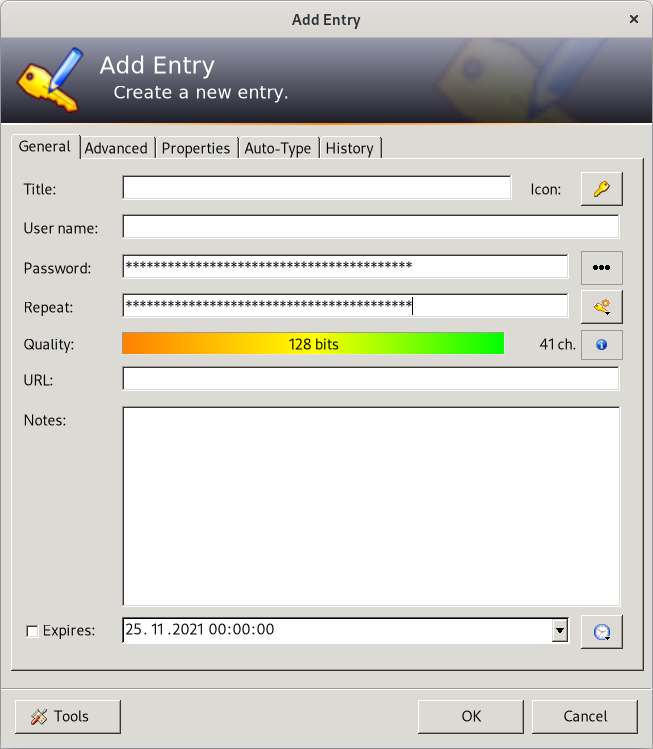 Add Entry
Add Entry
Create a new entry.
General Advanced Properties Auto-Type History
Title: Icon:
User name:
Password: ***************************************** •••
Repeat: *****************************************
Quality: 128 bits 41 ch.
URL:
Notes:
Expires: 25. 11 .2021 00:00:00
Tools OK Cancel